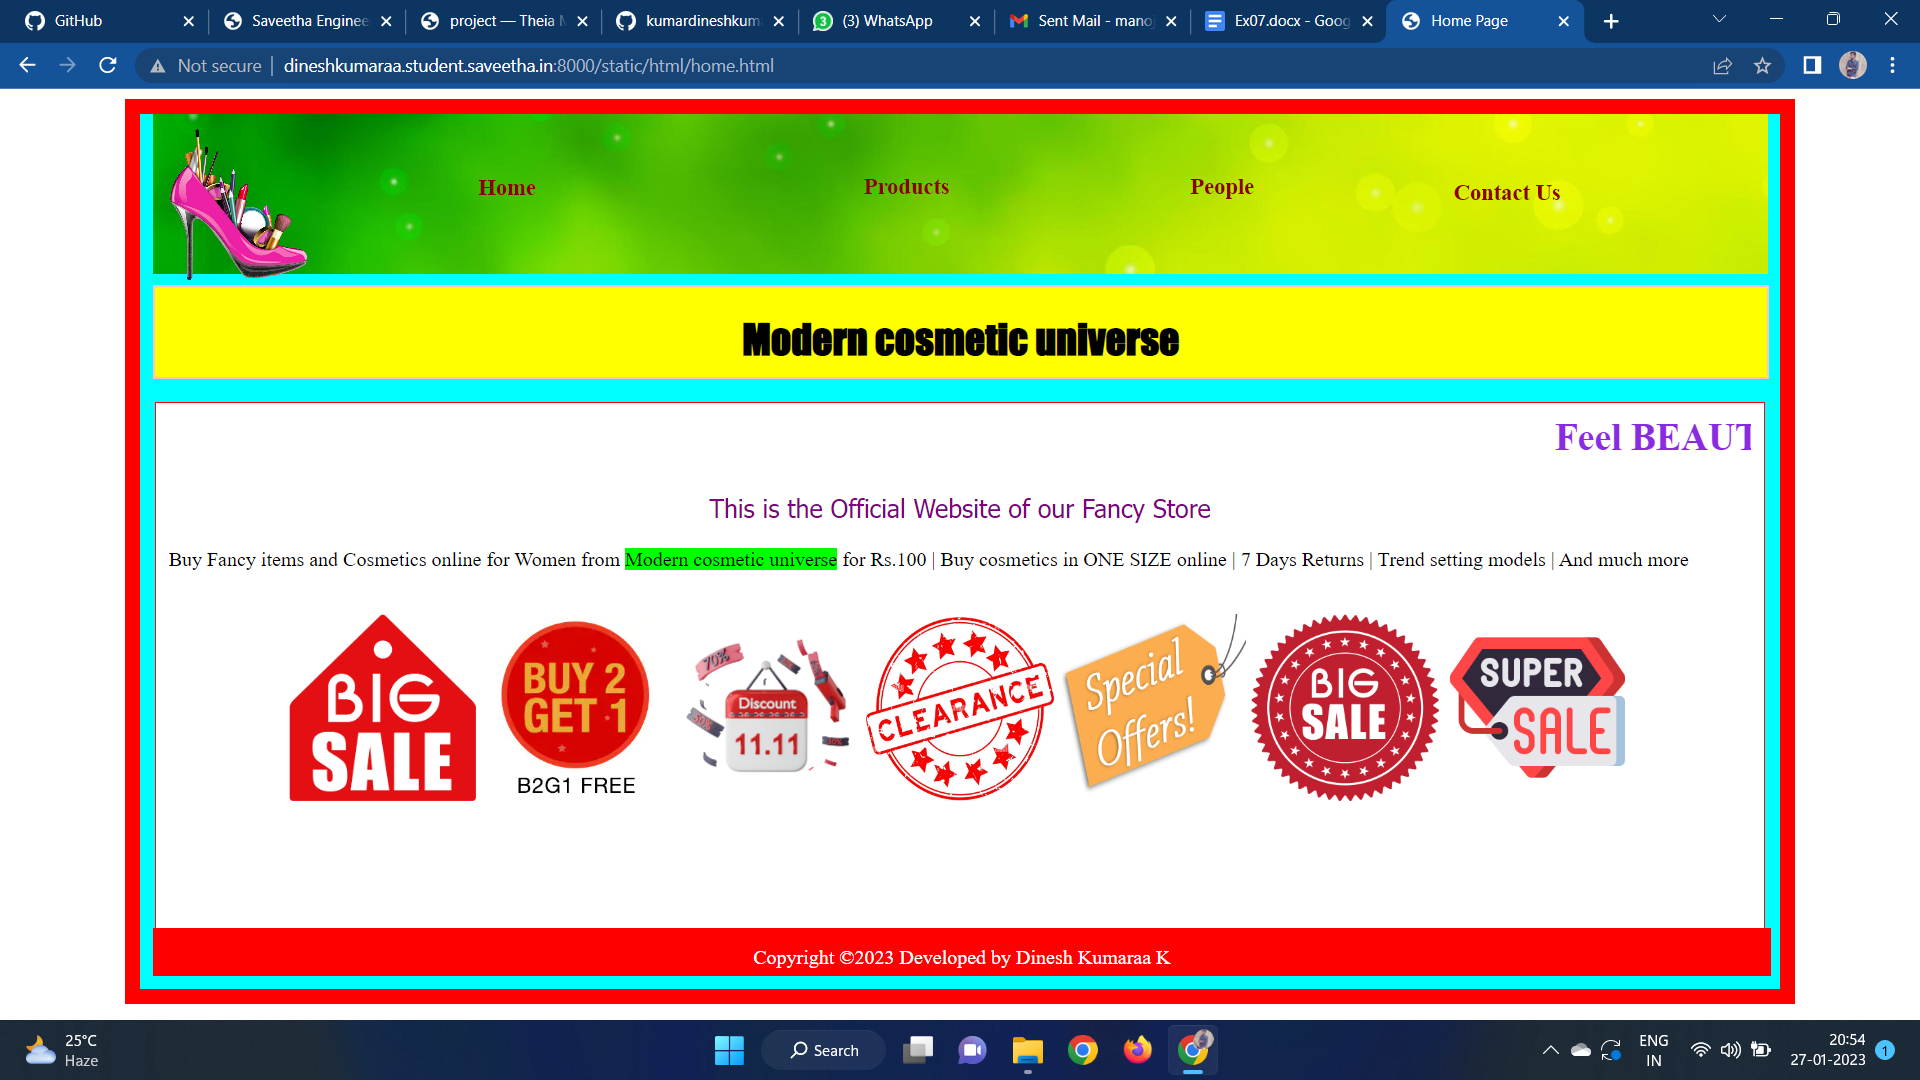 GitHub
Saveetha Enginee
project — Theia
kumardineshkum
(3) WhatsApp
Sent Mail - mano
Ex07.docx - Goog
Home Page
Not secure
dineshkumaraa.student.saveetha.in:8000/static/html/home.html
Home
Products
People
Contact Us
Modern cosmetic universe
Feel BEAUT
This is the Official Website of our Fancy Store
Buy Fancy items and Cosmetics online for Women from Modern cosmetic universe for Rs.100 | Buy cosmetics in ONE SIZE online | 7 Days Returns | Trend setting models | And much more
BIG
SALE
BUY 2
GET 1
B2G1 FREE
70%
50%
Discount
11.11
CLEARANCE
Special
Offers!
BIG
SALE
SUPER
SALE
Copyright ©2023 Developed by Dinesh Kumaraa K
25°C
Haze
Search
ENG
IN
20:54
27-01-2023
1